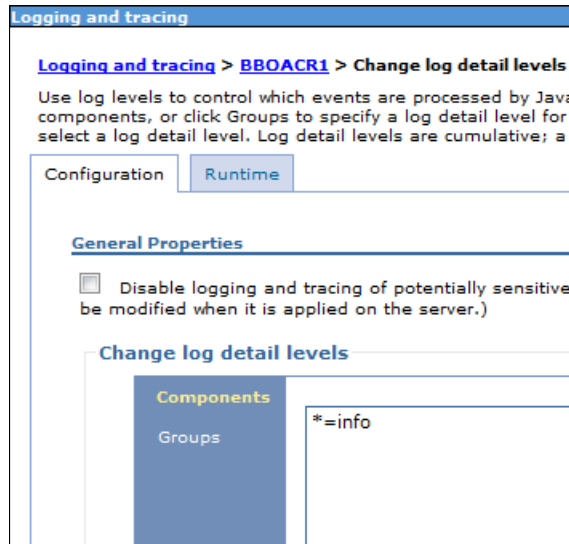 Logging and tracing
Logging and tracing > BBOACR1 > Change log detail levels
Use log levels to control which events are processed by Java
components, or click Groups to specify a log detail level for
select a log detail level. Log detail levels are cumulative; a
Configuration Runtime
General Properties
Disable logging and tracing of potentially sensitive
be modified when it is applied on the server.)
Change log detail levels
Components
*=info
Groups